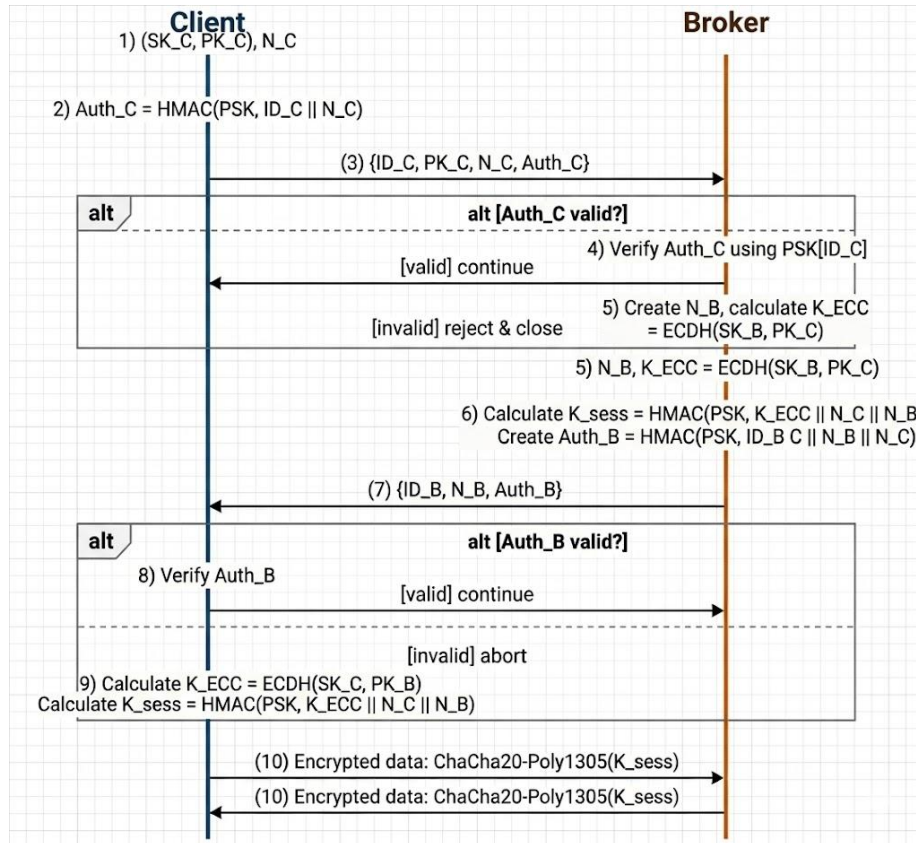 Client
Broker
1) (SK_C, PK_C), N_C
2) Auth_C = HMAC(PSK, ID_C || N_C)
(3) {ID_C, PK_C, N_C, Auth_C}
alt
alt [Auth_C valid?]
4) Verify Auth_C using PSK[ID_C]
[valid] continue
5) Create N_B, calculate K_ECC
= ECDH(SK_B, PK_C)
[invalid] reject & close
5) N_B, K_ECC = ECDH(SK_B, PK_C)
6) Calculate K_sess = HMAC(PSK, K_ECC || N_C || N_B
Create Auth_B = HMAC(PSK, ID_B C || N_B || N_C)
(7) {ID_B, N_B, Auth_B}
alt
alt [Auth_B valid?]
8) Verify Auth_B
[valid] continue
[invalid] abort
9) Calculate K_ECC = ECDH(SK_C, PK_B)
Calculate K_sess = HMAC(PSK, K_ECC || N_C || N_B)
(10) Encrypted data: ChaCha20-Poly1305(K_sess)
(10) Encrypted data: ChaCha20-Poly1305(K_sess)